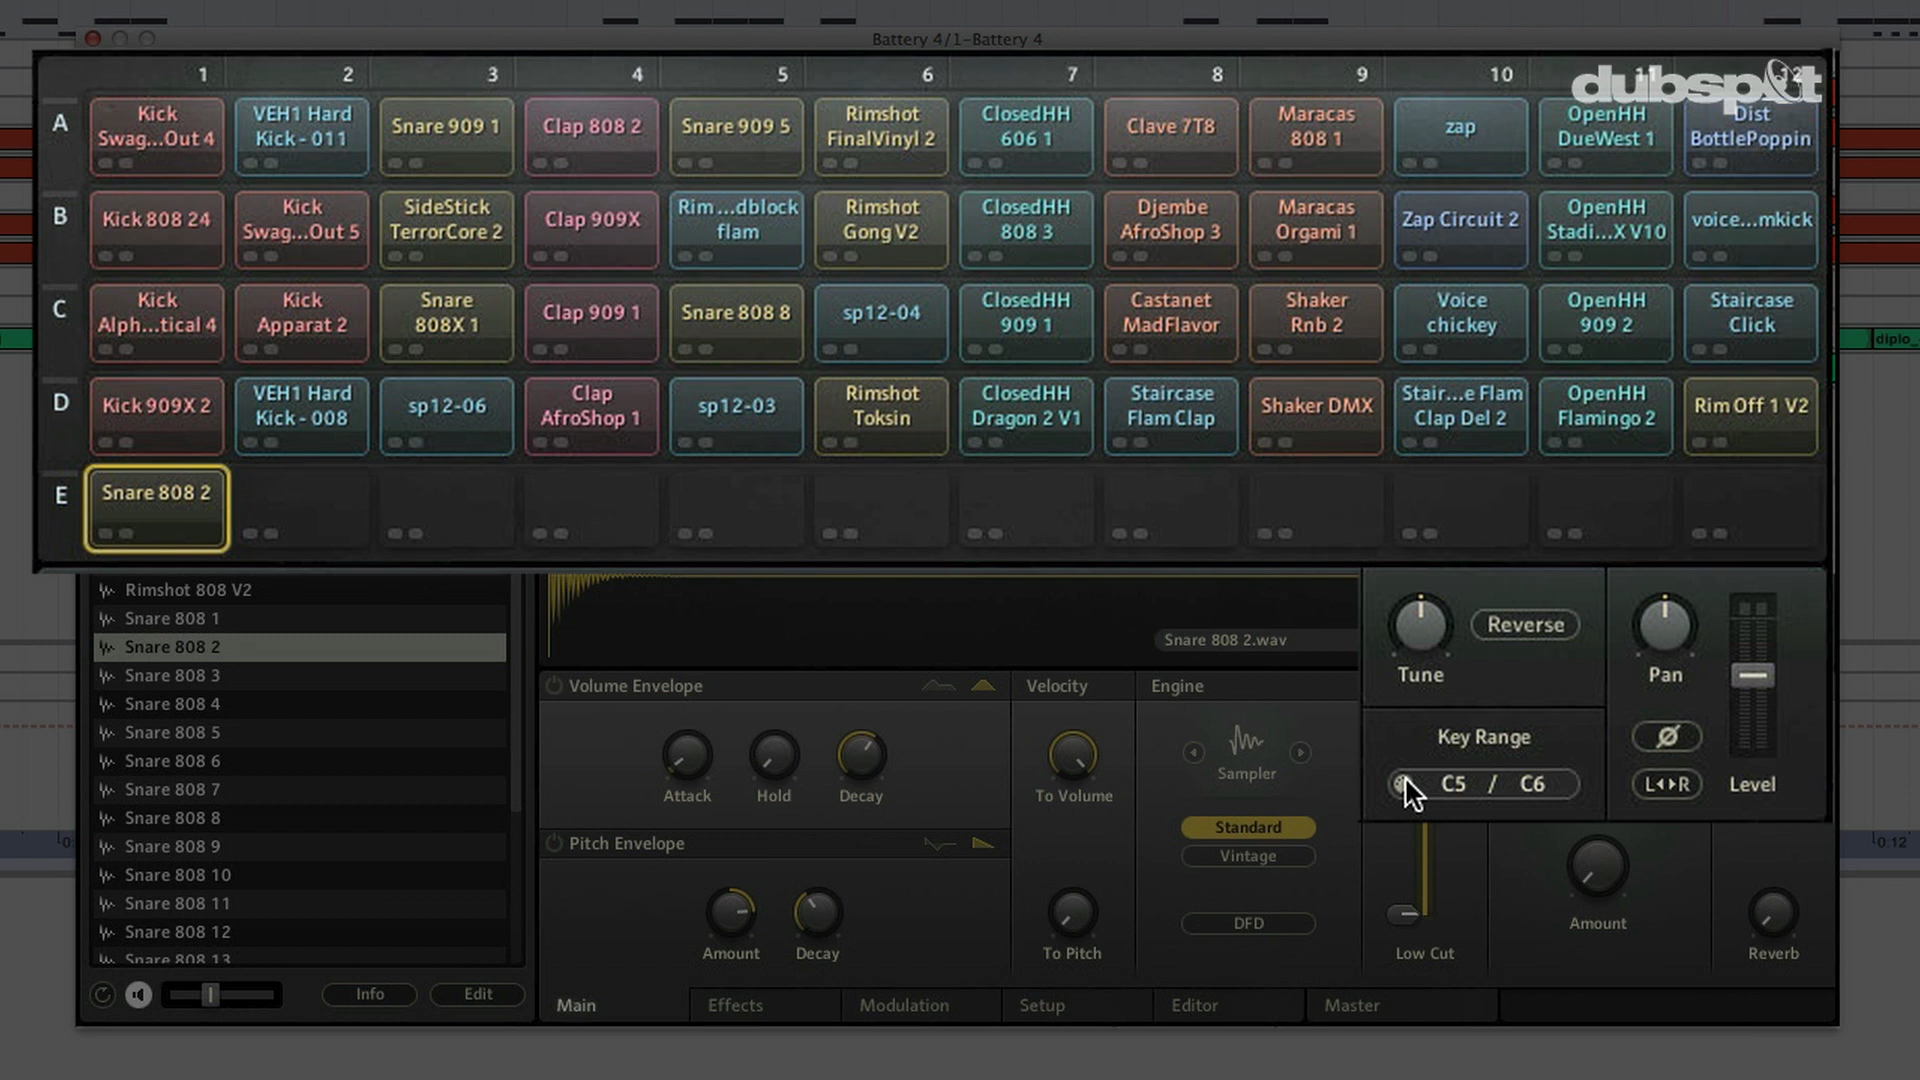 Battery 4/1-Battery 4
1 2 3 4 5 6 7 8 9 10 11 12
dubspot
A
Kick
Swag...Out 4
VEH1 Hard
Kick - 011
Snare 909 1
Clap 808 2
Snare 909 5
Rimshot
FinalVinyl 2
ClosedHH
606 1
Clave 7T8
Maracas
808 1
zap
OpenHH
DueWest 1
Dist
BottlePoppin
B
Kick 808 24
Kick
Swag...Out 5
SideStick
TerrorCore 2
Clap 909X
Rim...dblock
flam
Rimshot
Gong V2
ClosedHH
808 3
Djembe
AfroShop 3
Maracas
Orgami 1
Zap Circuit 2
OpenHH
Stadi...X V10
voice...mkick
C
Kick
Alph...tical 4
Kick
Apparat 2
Snare
808X 1
Clap 909 1
Snare 808 8
sp12-04
ClosedHH
909 1
Castanet
MadFlavor
Shaker
Rnb 2
Voice
chickey
OpenHH
909 2
Staircase
Click
diplo_
D
Kick 909X 2
VEH1 Hard
Kick - 008
sp12-06
Clap
AfroShop 1
sp12-03
Rimshot
Toksin
ClosedHH
Dragon 2 V1
Staircase
Flam Clap
Shaker DMX
Stair...e Flam
Clap Del 2
OpenHH
Flamingo 2
Rim Off 1 V2
E
Snare 808 2
Rimshot 808 V2
Snare 808 1
Snare 808 2
Snare 808 3
Snare 808 4
Snare 808 5
Snare 808 6
Snare 808 7
Snare 808 8
Snare 808 9
Snare 808 10
Snare 808 11
Snare 808 12
Snare 808 13
Info
Edit
Snare 808 2.wav
Volume Envelope
Attack
Hold
Decay
Pitch Envelope
Amount
Decay
Velocity
To Volume
To Pitch
Engine
Sampler
Standard
Vintage
DFD
Tune
Reverse
Key Range
C5 / C6
Pan
Ø
L◂▸R
Level
Low Cut
Amount
Reverb
0:12
Main
Effects
Modulation
Setup
Editor
Master